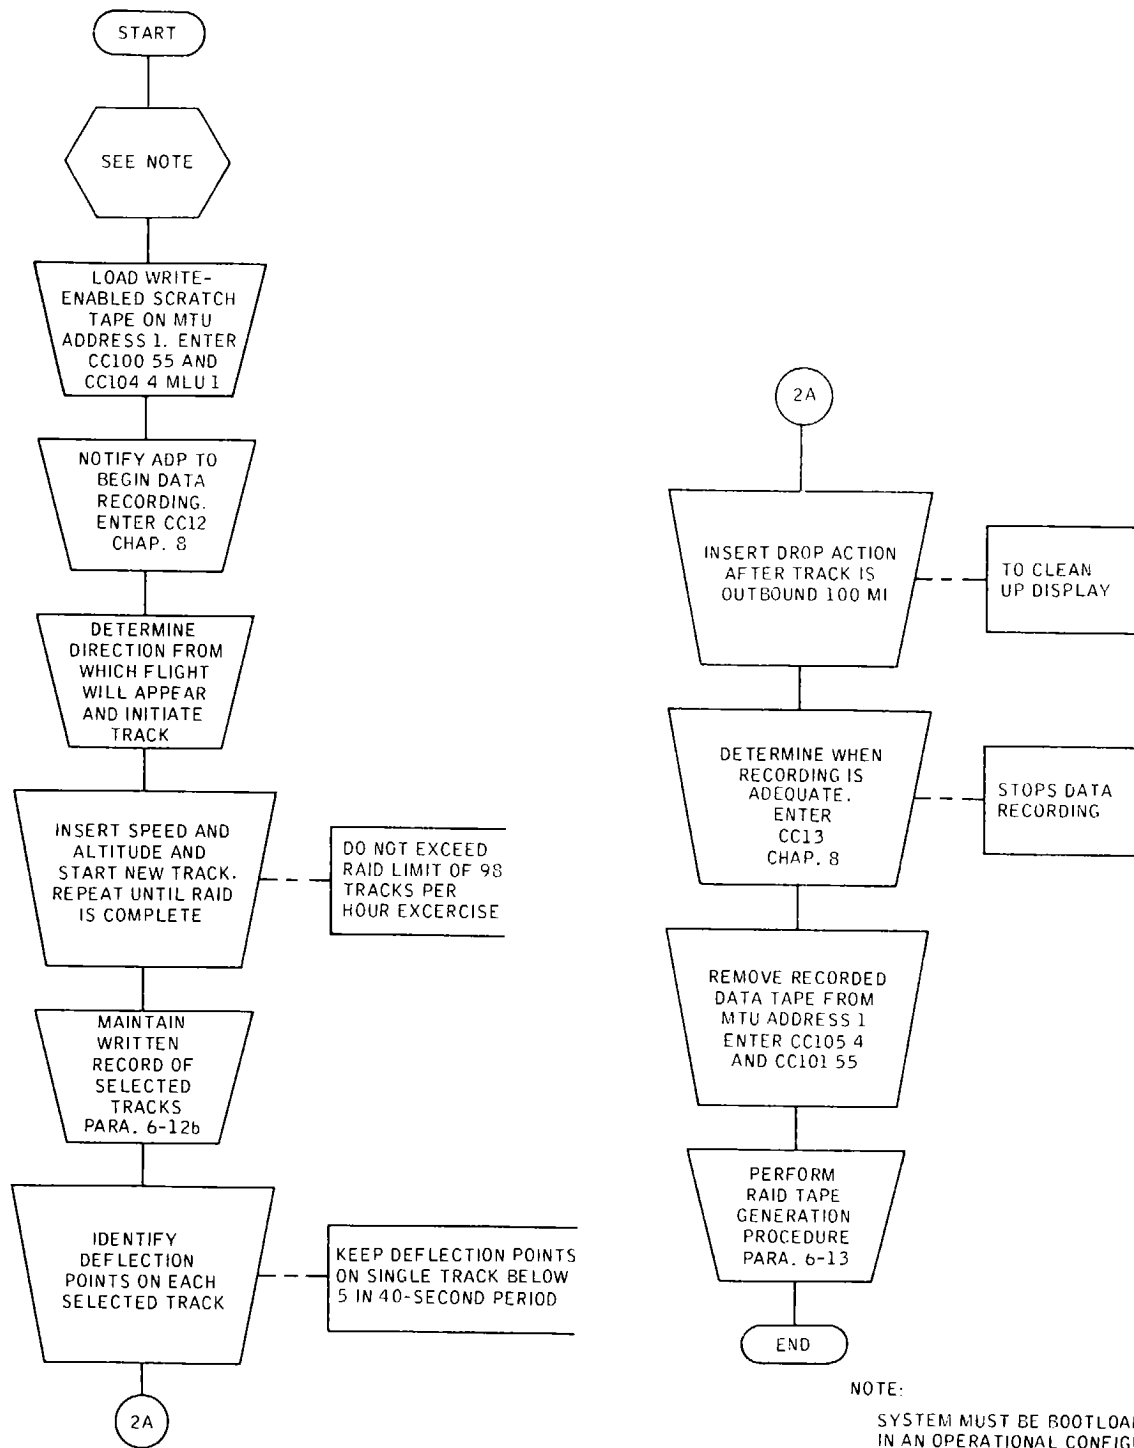 START
SEE NOTE
LOAD WRITE-
ENABLED SCRATCH
TAPE ON MTU
ADDRESS 1. ENTER
CC100 55 AND
CC104 4 MLU 1
NOTIFY ADP TO
BEGIN DATA
RECORDING.
ENTER CC12
CHAP. 8
DETERMINE
DIRECTION FROM
WHICH FLIGHT
WILL APPEAR
AND INITIATE
TRACK
INSERT SPEED AND
ALTITUDE AND
START NEW TRACK.
REPEAT UNTIL RAID
IS COMPLETE
DO NOT EXCEED
RAID LIMIT OF 98
TRACKS PER
HOUR EXCERCISE
MAINTAIN
WRITTEN
RECORD OF
SELECTED
TRACKS
PARA. 6-12b
IDENTIFY
DEFLECTION
POINTS ON EACH
SELECTED TRACK
KEEP DEFLECTION POINTS
ON SINGLE TRACK BELOW
5 IN 40-SECOND PERIOD
2A
2A
INSERT DROP ACTION
AFTER TRACK IS
OUTBOUND 100 MI
TO CLEAN
UP DISPLAY
DETERMINE WHEN
RECORDING IS
ADEQUATE.
ENTER
CC13
CHAP. 8
STOPS DATA
RECORDING
REMOVE RECORDED
DATA TAPE FROM
MTU ADDRESS 1
ENTER CC105 4
AND CC101 55
PERFORM
RAID TAPE
GENERATION
PROCEDURE
PARA. 6-13
END
NOTE:
SYSTEM MUST BE
IN AN OPERATIONAL